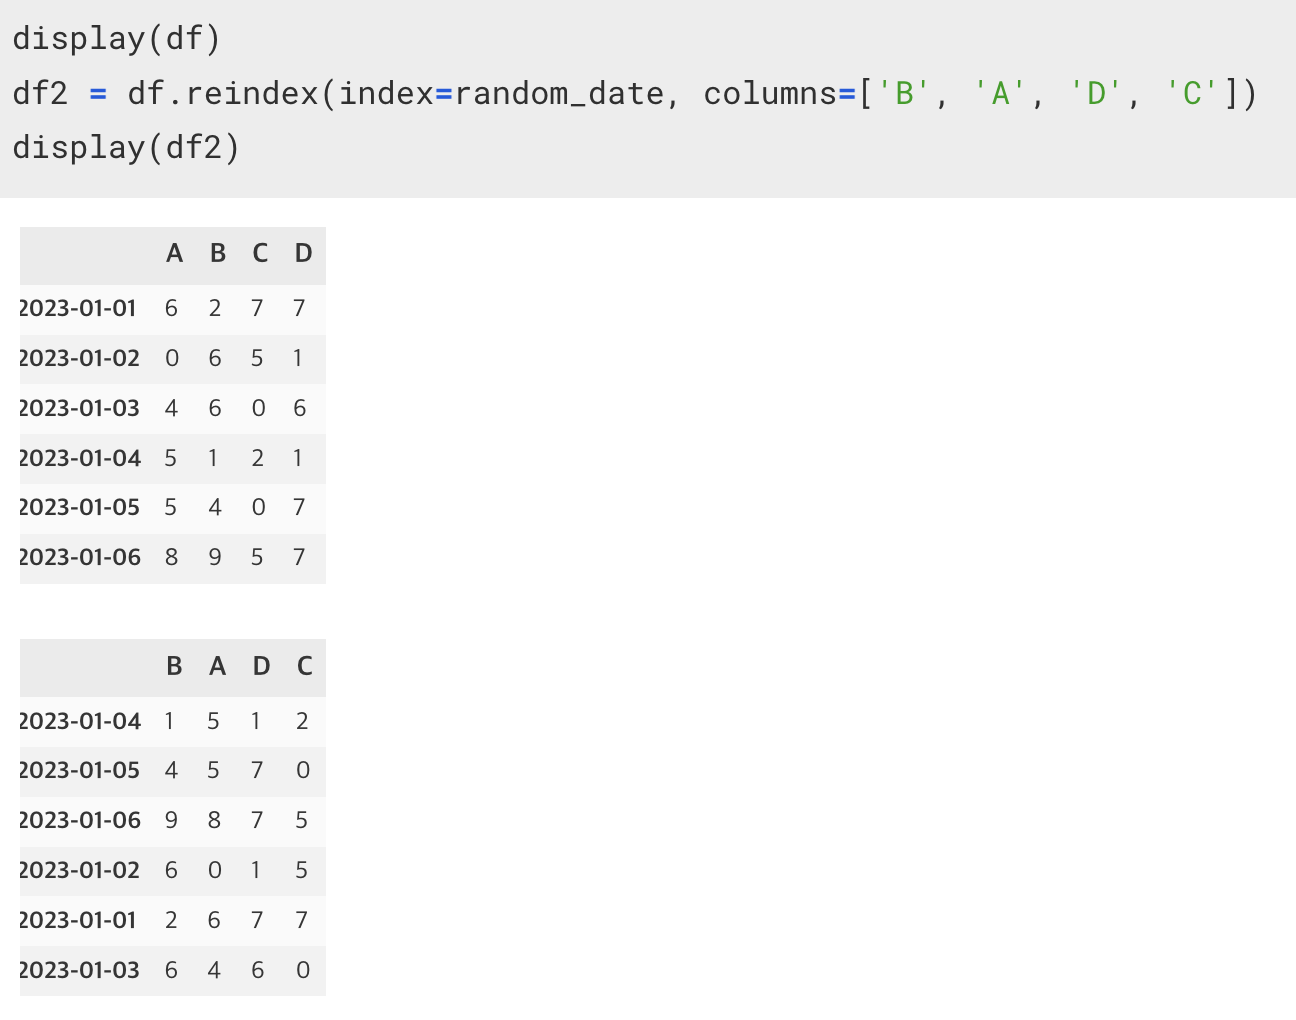 display(df)
df2 = df.reindex(index=random_date, columns=['B', 'A', 'D', 'C'])
display(df2)
A B C D
2023-01-01 6 2 7 7
2023-01-02 0 6 5 1
2023-01-03 4 6 0 6
2023-01-04 5 1 2 1
2023-01-05 5 4 0 7
2023-01-06 8 9 5 7
B A D C
2023-01-04 1 5 1 2
2023-01-05 4 5 7 0
2023-01-06 9 8 7 5
2023-01-02 6 0 1 5
2023-01-01 2 6 7 7
2023-01-03 6 4 6 0